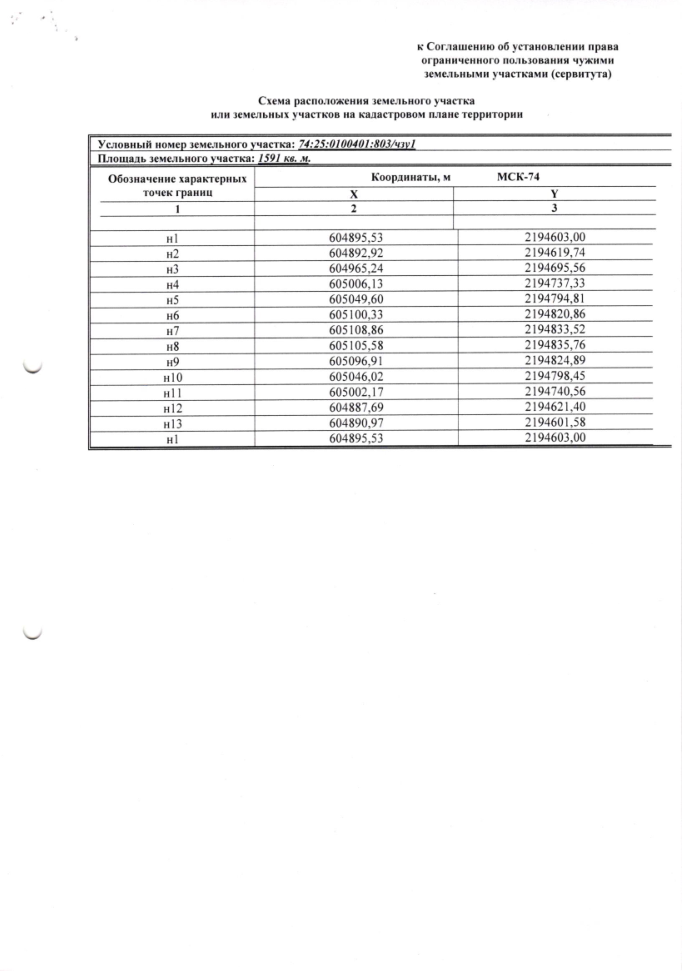 к Соглашению об установлении права
ограниченного пользования чужими
земельными участками (сервитута)
Схема расположения земельного участка
или земельных участков на кадастровом плане территории
Условный номер земельного участка: 74:25:0100401:803/чзу1
Площадь земельного участка: 1591 кв. м.
Обозначение характерных точек границ Координаты, м МСК-74
X Y
1 2 3
н1 604895,53 2194603,00
н2 604892,92 2194619,74
н3 604965,24 2194695,56
н4 605006,13 2194737,33
н5 605049,60 2194794,81
н6 605100,33 2194820,86
н7 605108,86 2194833,52
н8 605105,58 2194835,76
н9 605096,91 2194824,89
н10 605046,02 2194798,45
н11 605002,17 2194740,56
н12 604887,69 2194621,40
н13 604890,97 2194601,58
н1 604895,53 2194603,00